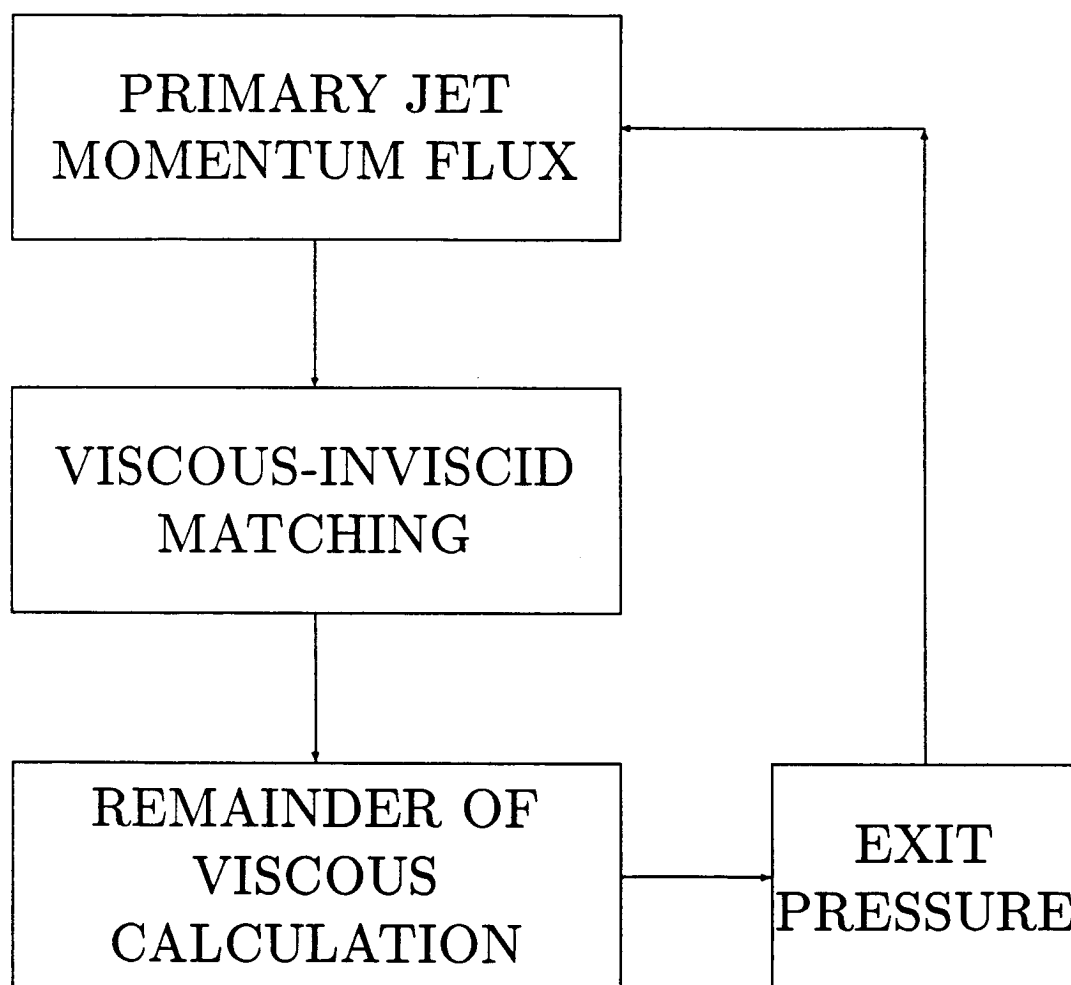 PRIMARY JET
MOMENTUM FLUX
VISCOUS-INVISCID
MATCHING
REMAINDER OF
VISCOUS
CALCULATION
EXIT
PRESSURE